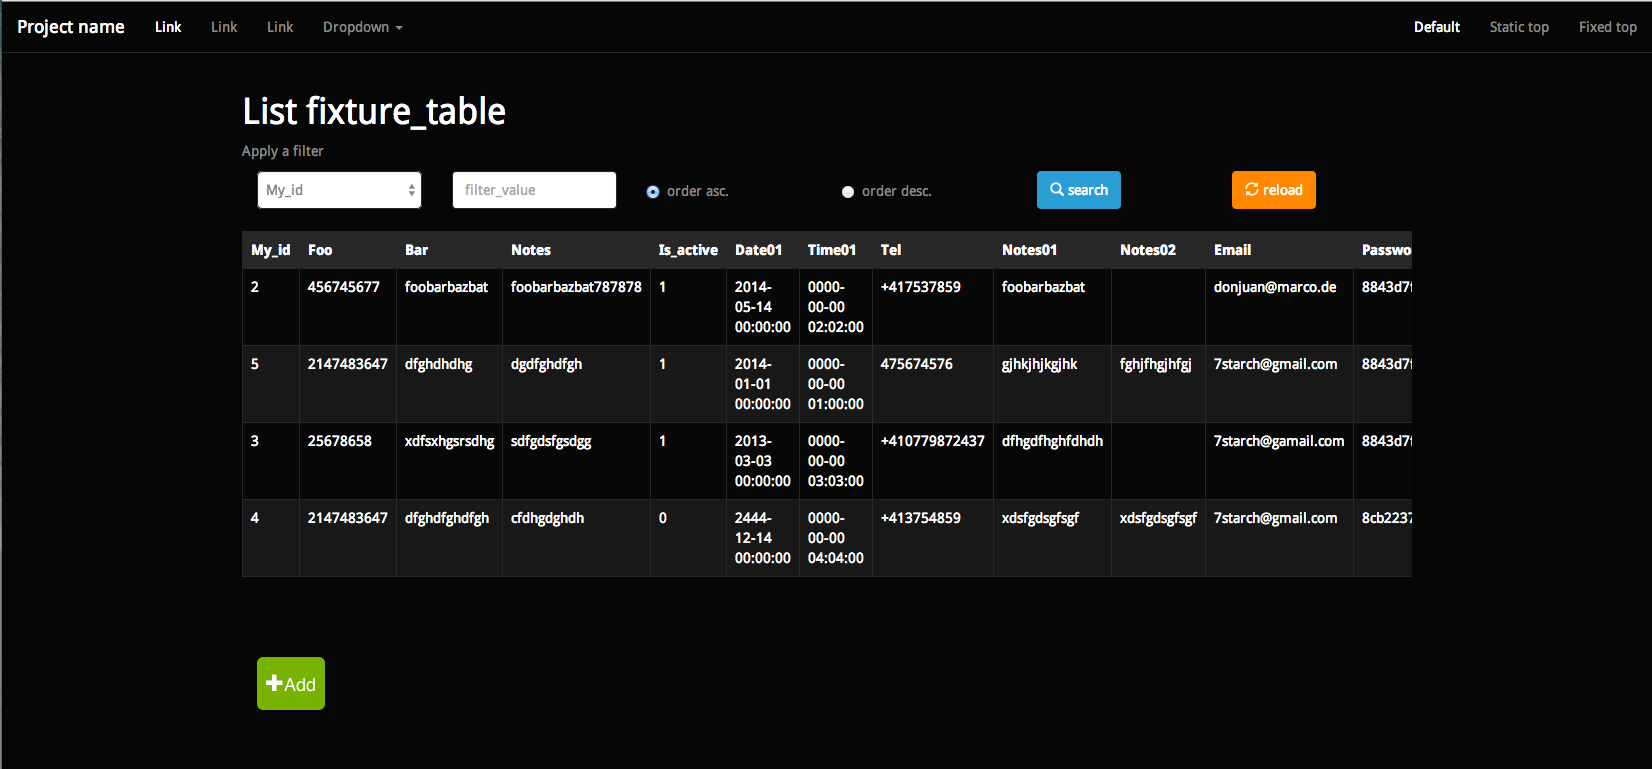 Project name Link Link Link Dropdown Default Static top Fixed top
List fixture_table
Apply a filter
My_id filter_value order asc. order desc. search reload
My_id Foo Bar Notes Is_active Date01 Time01 Tel Notes01 Notes02 Email Passwo
2 456745677 foobarbazbat foobarbazbat787878 1 2014- 0000- +417537859 foobarbazbat donjuan@marco.de 8843d7f
05-14 00-00
00:00:00 02:02:00
5 2147483647 dfghdhdhg dgdfghdfgh 1 2014- 0000- 475674576 gjhkjhjkgjhk fghjfhgjhfgj 7starch@gmail.com 8843d7f
01-01 00-00
00:00:00 01:00:00
3 25678658 xdfsxhgsrsdhg sdfgdsfgsdgg 1 2013- 0000- +410779872437 dfhgdfhghfdhdh 7starch@gamail.com 8843d7f
03-03 00-00
00:00:00 03:03:00
4 2147483647 dfghdfghdfgh cfdhgdghdh 0 2444- 0000- +413754859 xdsfgdsgfsgf xdsfgdsgfsgf 7starch@gmail.com 8cb2237
12-14 00-00
00:00:00 04:04:00
Add